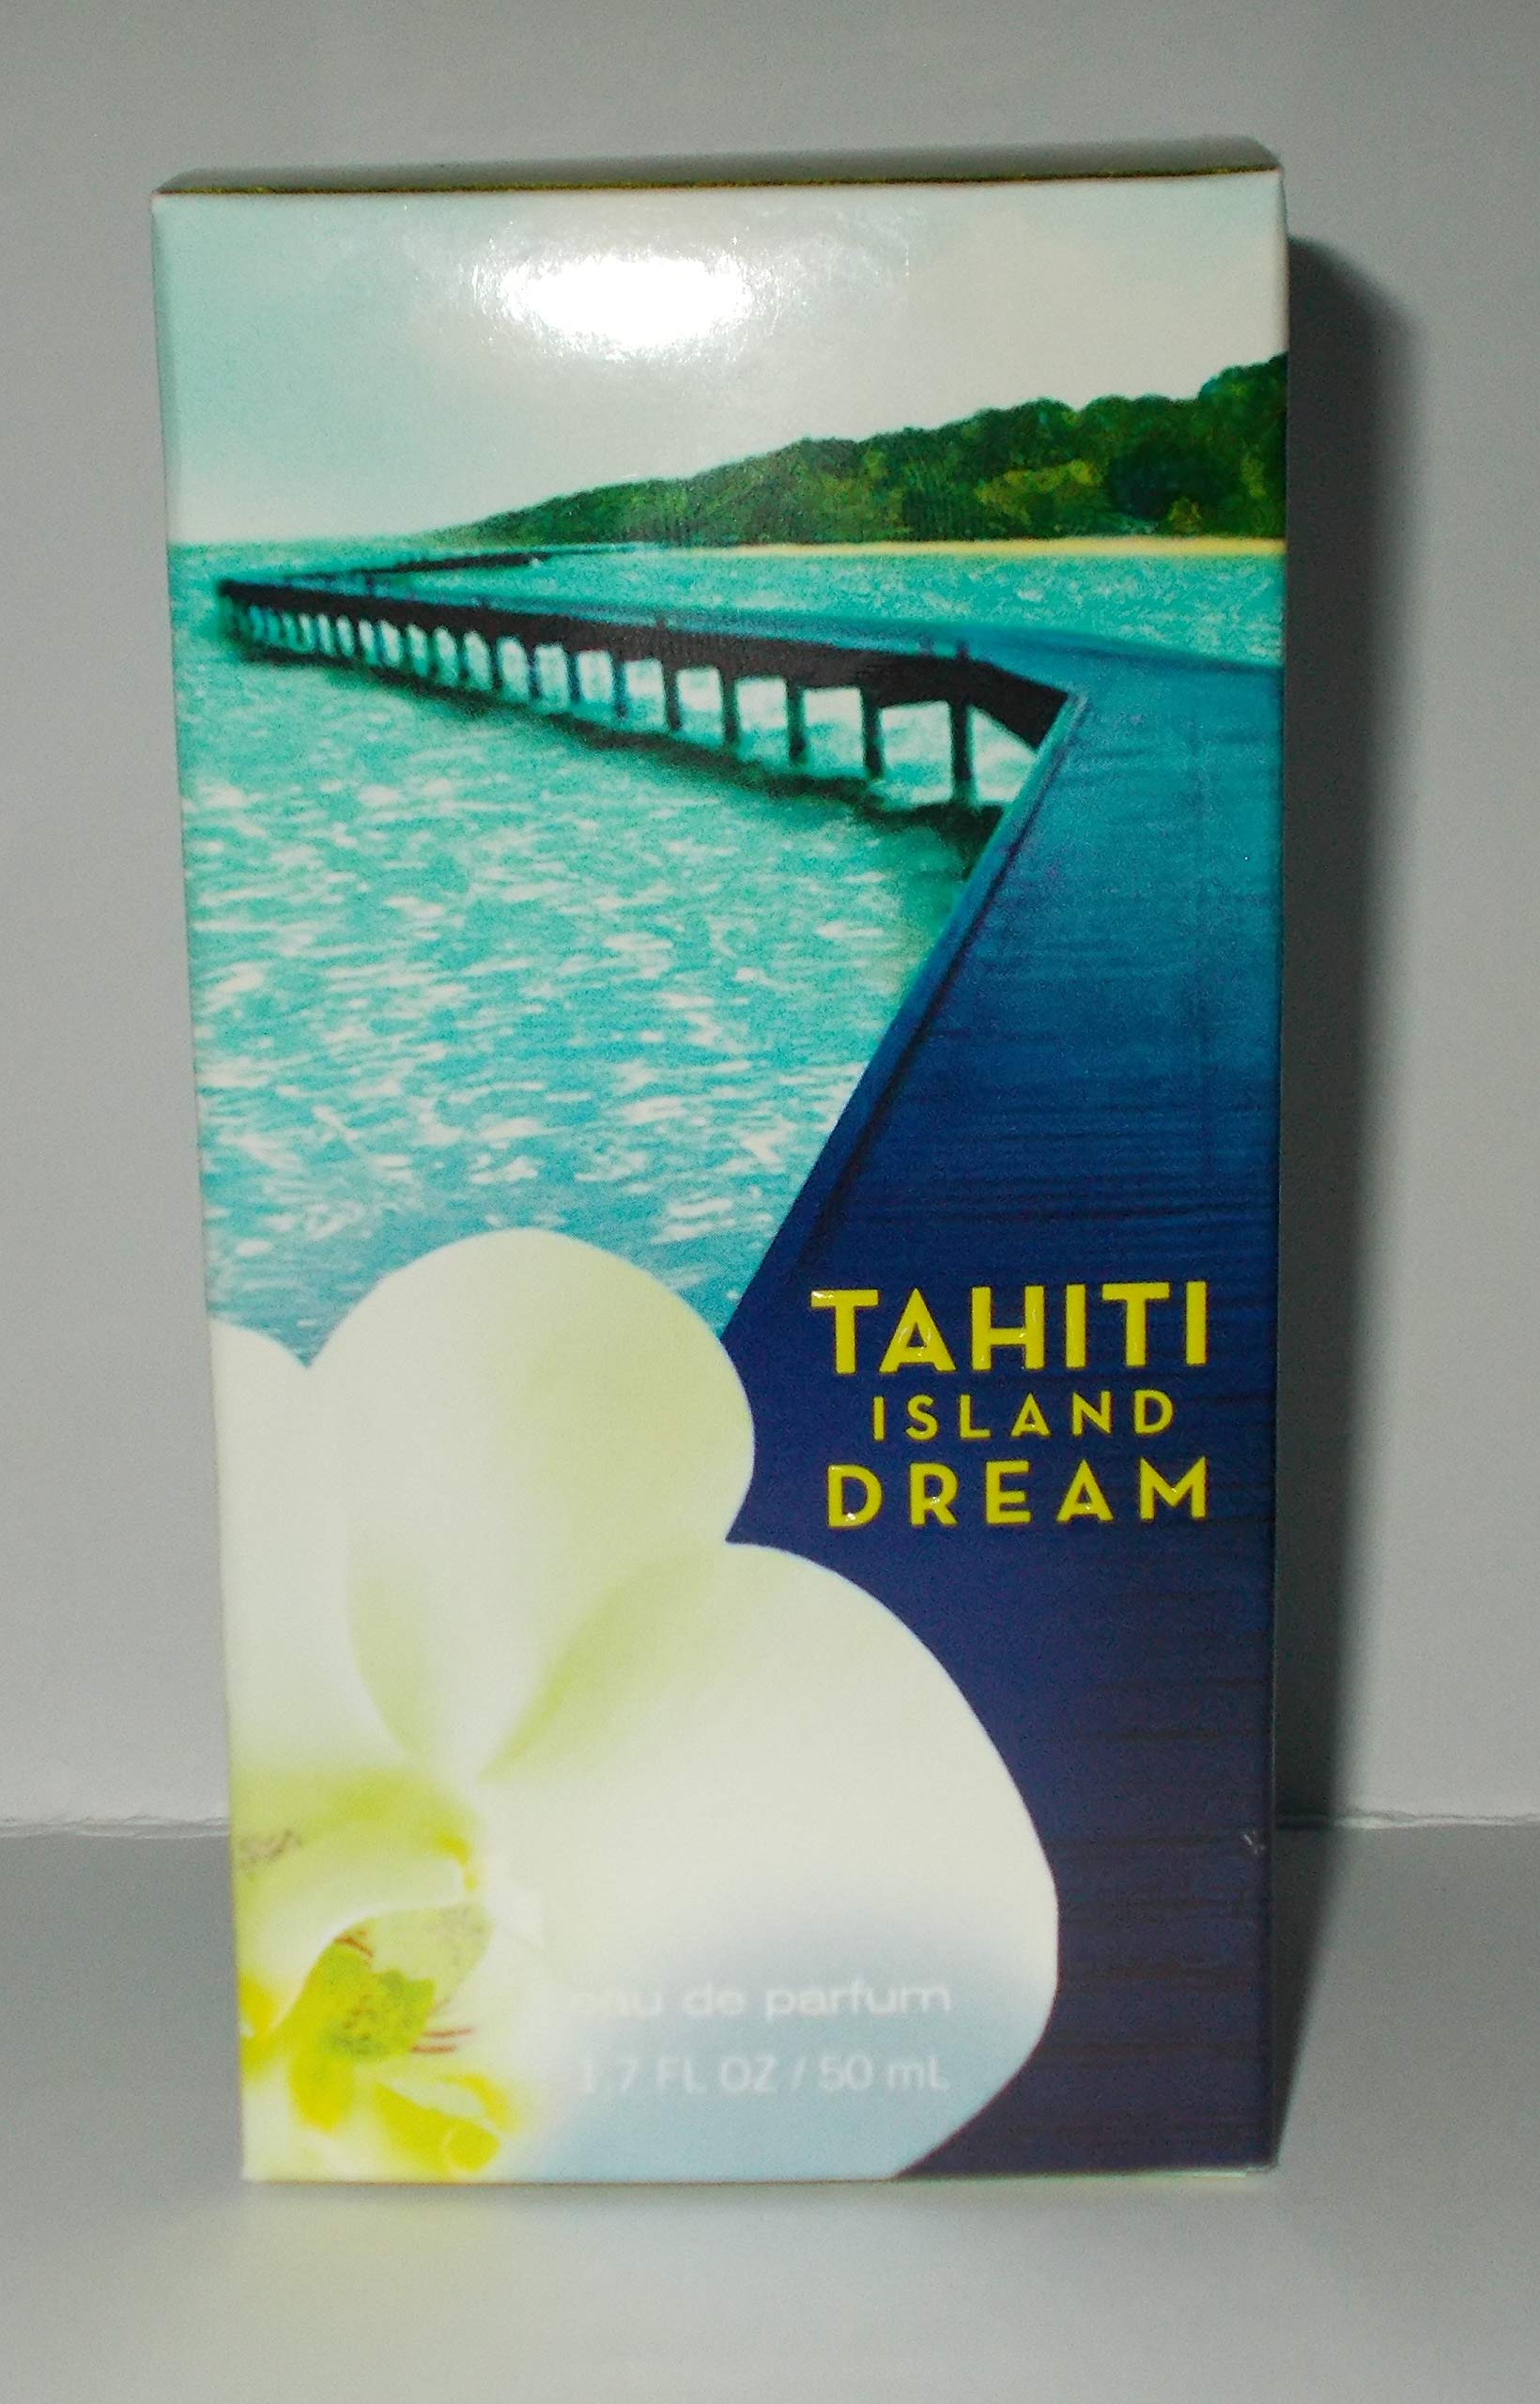 TAHITI
ISLAND
DREAM
eau de parfum
1.7 FL OZ / 50 mL